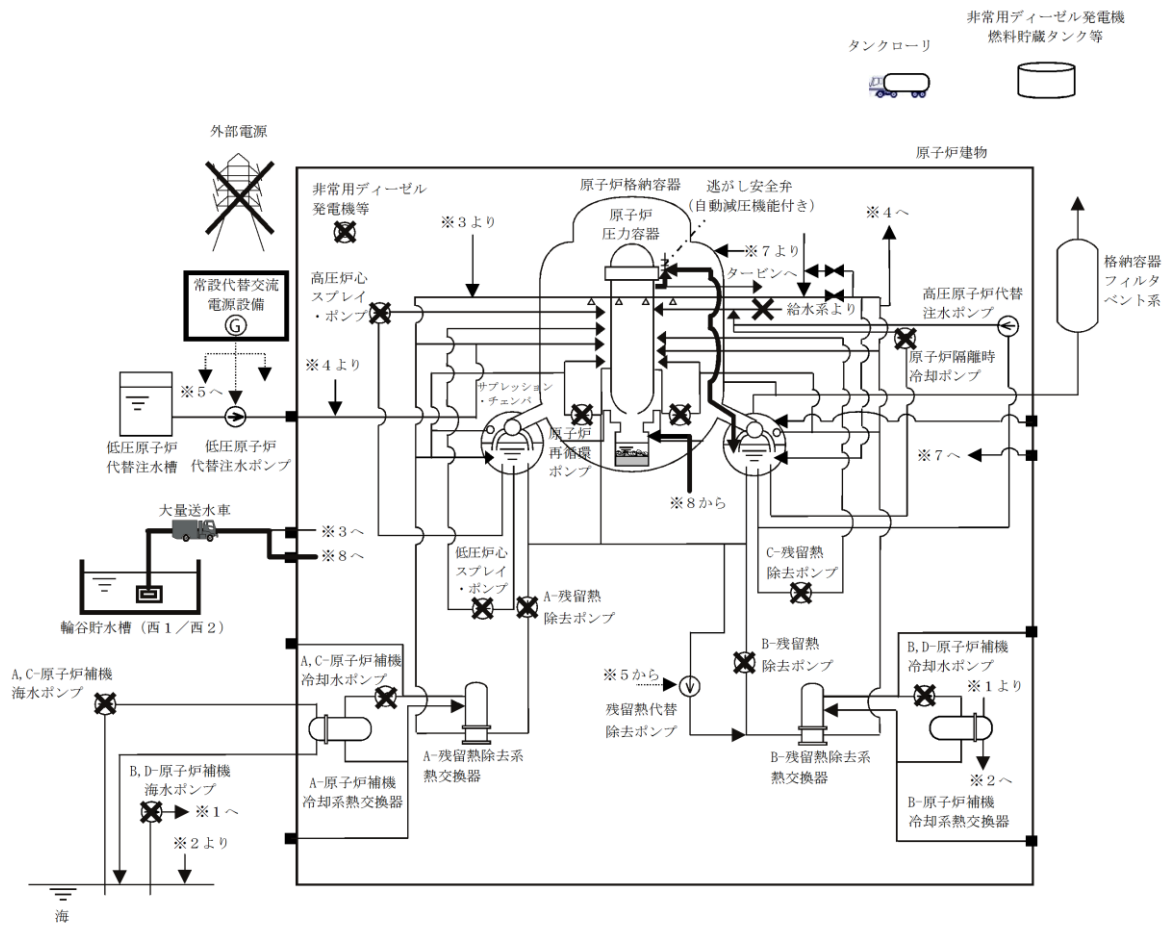 非常用ディーゼル発電機
燃料貯蔵タンク等
タンクローリ
外部電源
原子炉建物
非常用ディーゼル
発電機等
原子炉格納容器
原子炉
圧力容器
逃がし安全弁
(自動減圧機能付き)
※3より
※7より
※4へ
タービンへ
給水系より
格納容器
フィルタ
ベント系
常設代替交流
電源設備
G
高圧炉心
スプレイ
・ポンプ
高圧原子炉代替
注水ポンプ
原子炉隔離時
冷却ポンプ
※5へ
※4より
サプレッション
・チェンバ
低圧原子炉
代替注水槽
低圧原子炉
代替注水ポンプ
原子炉
再循環
ポンプ
※7へ
※8から
大量送水車
※3へ
※8へ
輪谷貯水槽(西1/西2)
低圧炉心
スプレイ
・ポンプ
A-残留熱
除去ポンプ
C-残留熱
除去ポンプ
B-残留熱
除去ポンプ
A,C-原子炉補機
海水ポンプ
A,C-原子炉補機
冷却水ポンプ
※5から
残留熱代替
除去ポンプ
B,D-原子炉補機
冷却水ポンプ
※1より
A-残留熱除去系
熱交換器
B-残留熱除去系
熱交換器
※2へ
B,D-原子炉補機
海水ポンプ
A-原子炉補機
冷却系熱交換器
B-原子炉補機
冷却系熱交換器
※1へ
※2より
海